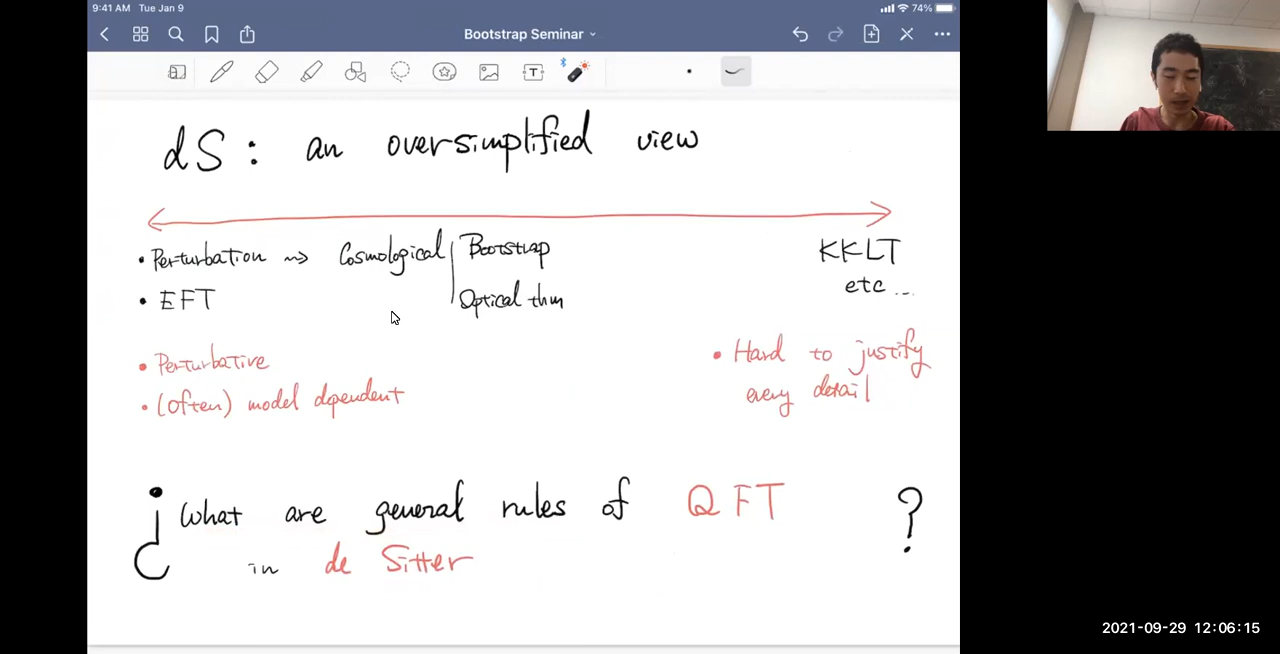 9:41 AM Tue Jan 9
74%
Bootstrap Seminar
T
dS : an oversimplified view
• Perturbation ⇝ Cosmological | Bootstrap
• EFT
Optical thm
KKLT
etc ...
• Perturbative
• (often) model dpendent
• Hard to justify
every detail
¿ What are general rules of QFT ?
in de Sitter
2021-09-29 12:06:15